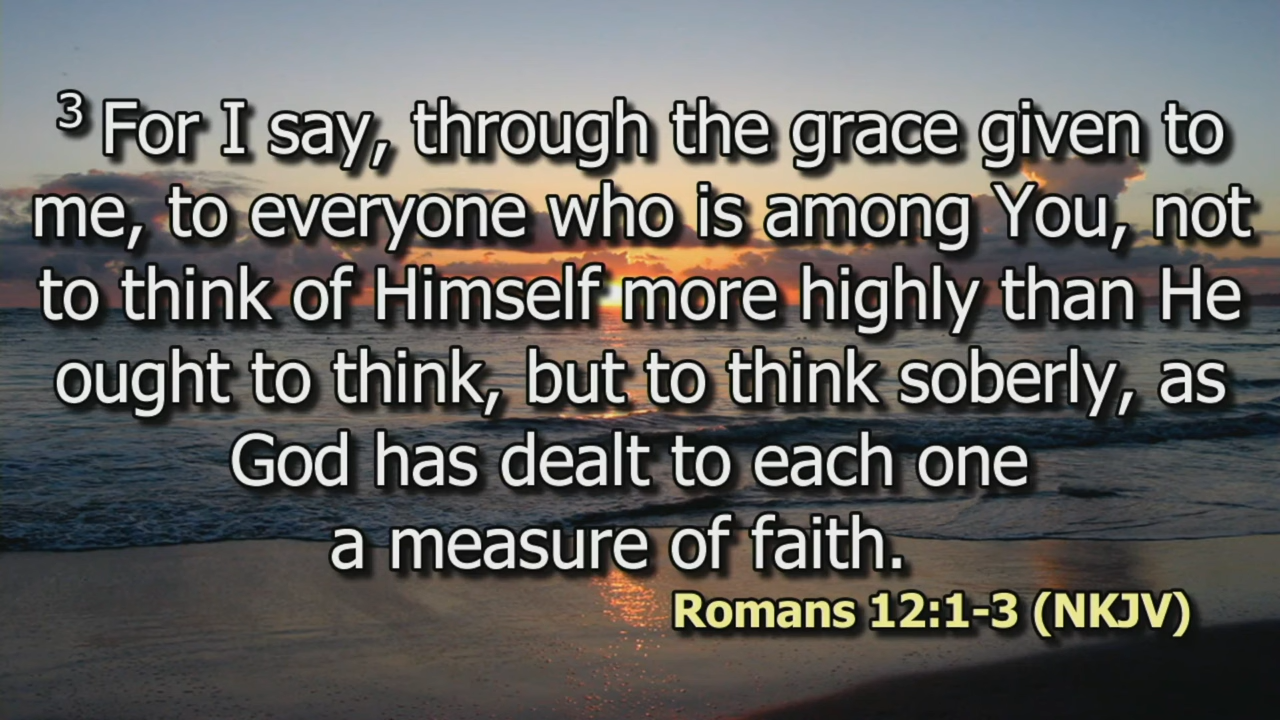 3 For I say, through the grace given to
me, to everyone who is among You, not
to think of Himself more highly than He
ought to think, but to think soberly, as
God has dealt to each one
a measure of faith.
Romans 12:1-3 (NKJV)